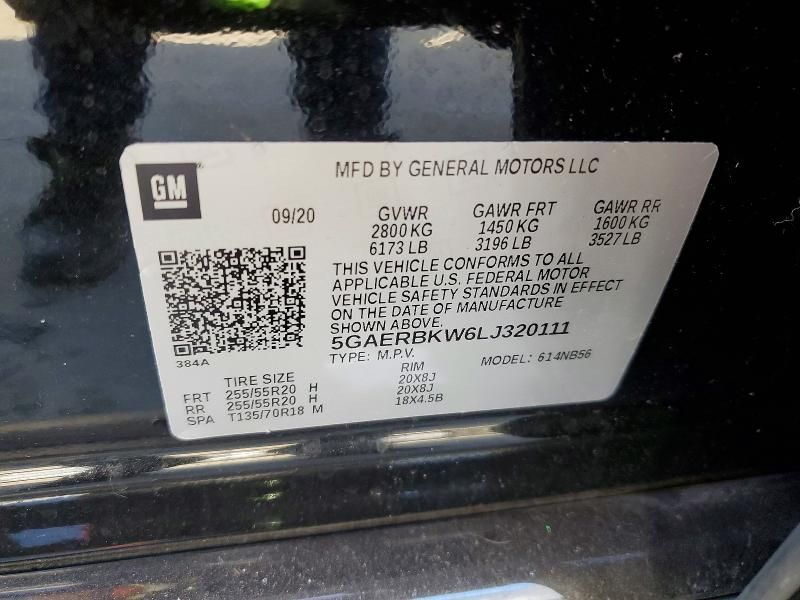 GM
MFD BY GENERAL MOTORS LLC
09/20 GVWR GAWR FRT GAWR RR
2800 KG 1450 KG 1600 KG
6173 LB 3196 LB 3527 LB
THIS VEHICLE CONFORMS TO ALL
APPLICABLE U.S. FEDERAL MOTOR
VEHICLE SAFETY STANDARDS IN EFFECT
ON THE DATE OF MANUFACTURE
SHOWN ABOVE.
5GAERBKW6LJ320111
384A
TYPE: M.P.V. MODEL: 614NB56
TIRE SIZE RIM
FRT 255/55R20 H 20X8J
RR 255/55R20 H 20X8J
SPA T135/70R18 M 18X4.5B